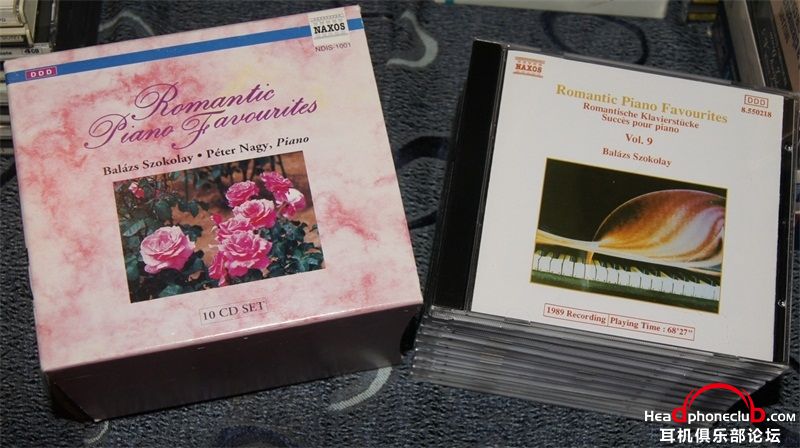 NAXOS
NDIS-1001
DDD
Romantic
Piano Favourites
Balázs Szokolay • Péter Nagy, Piano
10 CD SET
NAXOS
DDD
8.550218
Romantic Piano Favourites
Romantische Klavierstücke
Succès pour piano
Vol. 9
Balázs Szokolay
1989 Recording Playing Time : 68'27"
Headphoneclub.com
耳机俱乐部论坛